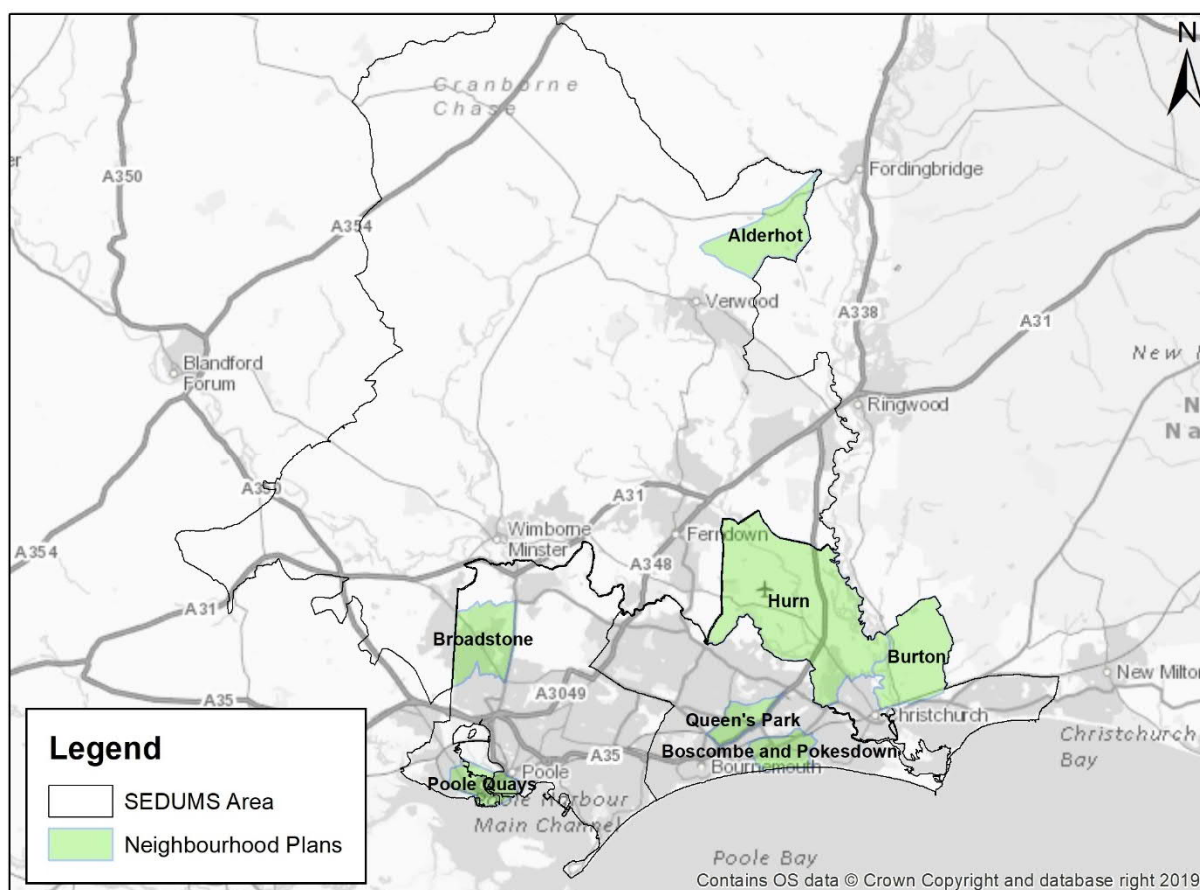 N
Cranborne
Chase
A350
Fordingbridge
A354
Alderhot
Verwood
A338
A31
Blandford
Forum
New
Ringwood
N
Na
A31
Wimborne
Minster
Ferndown
A354
A348
Hurn
A31
Broadstone
Burton
New Milton
A35
A3049
Queen's Park
Christchurch
Christchurch
Bay
Boscombe and Pokesdown
A35
Bournemouth
Poole Quays
Poole
Poole Harbour
Main Channel
Poole Bay
Legend
SEDUMS Area
Neighbourhood Plans
Contains OS data © Crown Copyright and database right 2019